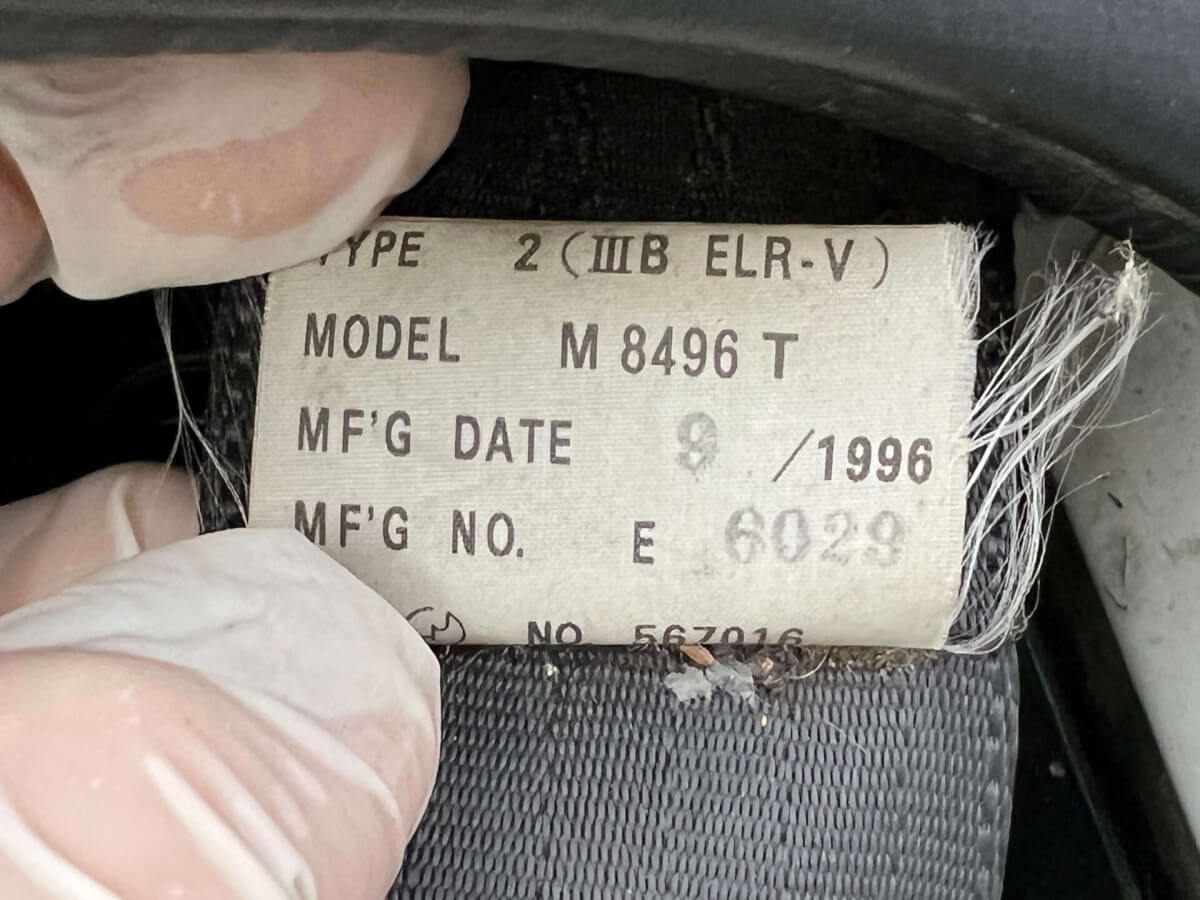 TYPE 2 (ⅢB ELR-V)
MODEL M 8496 T
MF'G DATE 9 /1996
MF'G NO. E 6029
NO. 567016